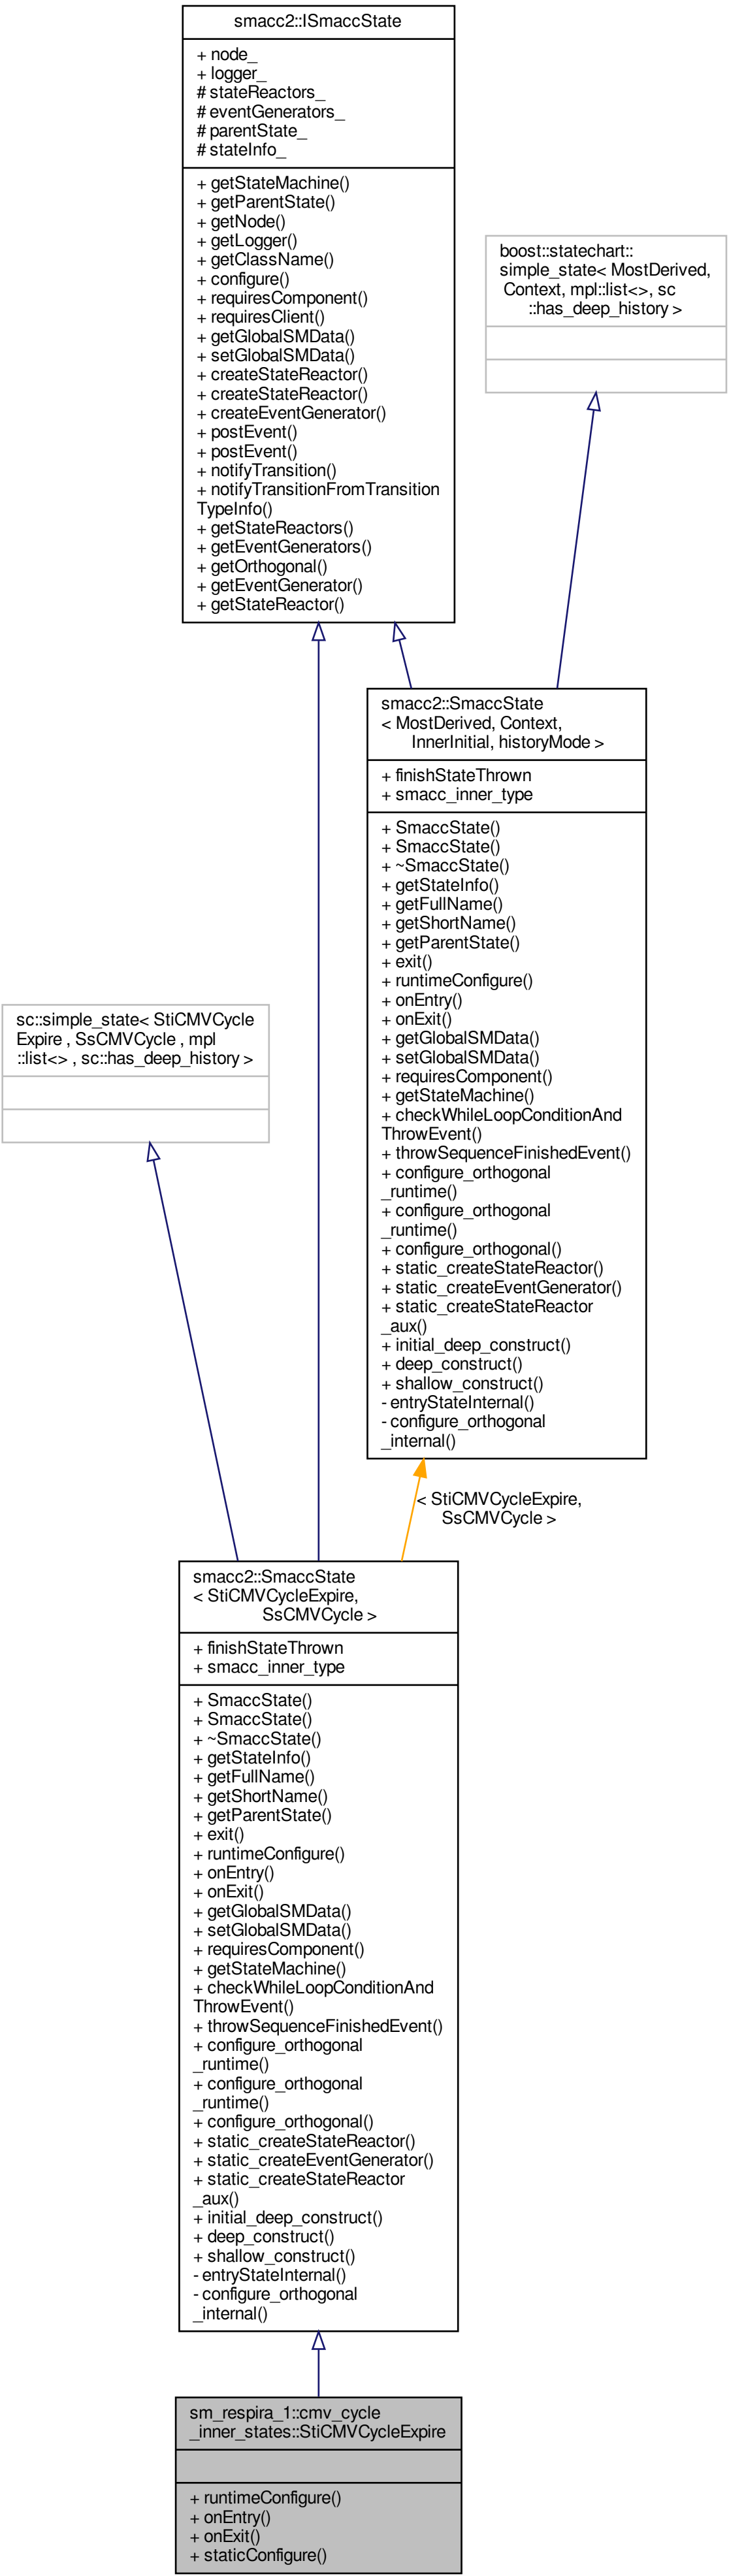 smacc2::ISmaccState
+ node_
+ logger_
# stateReactors_
# eventGenerators_
# parentState_
# stateInfo_
+ getStateMachine()
+ getParentState()
+ getNode()
+ getLogger()
+ getClassName()
+ configure()
+ requiresComponent()
+ requiresClient()
+ getGlobalSMData()
+ setGlobalSMData()
+ createStateReactor()
+ createStateReactor()
+ createEventGenerator()
+ postEvent()
+ postEvent()
+ notifyTransition()
+ notifyTransitionFromTransition
TypeInfo()
+ getStateReactors()
+ getEventGenerators()
+ getOrthogonal()
+ getEventGenerator()
+ getStateReactor()
boost::statechart::
simple_state< MostDerived,
Context, mpl::list<>, sc
::has_deep_history >
smacc2::SmaccState
< MostDerived, Context,
InnerInitial, historyMode >
+ finishStateThrown
+ smacc_inner_type
+ SmaccState()
+ SmaccState()
+ ~SmaccState()
+ getStateInfo()
+ getFullName()
+ getShortName()
+ getParentState()
+ exit()
+ runtimeConfigure()
+ onEntry()
+ onExit()
+ getGlobalSMData()
+ setGlobalSMData()
+ requiresComponent()
+ getStateMachine()
+ checkWhileLoopConditionAnd
ThrowEvent()
+ throwSequenceFinishedEvent()
+ configure_orthogonal
_runtime()
+ configure_orthogonal
_runtime()
+ configure_orthogonal()
+ static_createStateReactor()
+ static_createEventGenerator()
+ static_createStateReactor
_aux()
+ initial_deep_construct()
+ deep_construct()
+ shallow_construct()
- entryStateInternal()
- configure_orthogonal
_internal()
sc::simple_state< StiCMVCycle
Expire , SsCMVCycle , mpl
::list<> , sc::has_deep_history >
< StiCMVCycleExpire,
SsCMVCycle >
smacc2::SmaccState
< StiCMVCycleExpire,
SsCMVCycle >
+ finishStateThrown
+ smacc_inner_type
+ SmaccState()
+ SmaccState()
+ ~SmaccState()
+ getStateInfo()
+ getFullName()
+ getShortName()
+ getParentState()
+ exit()
+ runtimeConfigure()
+ onEntry()
+ onExit()
+ getGlobalSMData()
+ setGlobalSMData()
+ requiresComponent()
+ getStateMachine()
+ checkWhileLoopConditionAnd
ThrowEvent()
+ throwSequenceFinishedEvent()
+ configure_orthogonal
_runtime()
+ configure_orthogonal
_runtime()
+ configure_orthogonal()
+ static_createStateReactor()
+ static_createEventGenerator()
+ static_createStateReactor
_aux()
+ initial_deep_construct()
+ deep_construct()
+ shallow_construct()
- entryStateInternal()
- configure_orthogonal
_internal()
sm_respira_1::cmv_cycle
_inner_states::StiCMVCycleExpire
+ runtimeConfigure()
+ onEntry()
+ onExit()
+ staticConfigure()